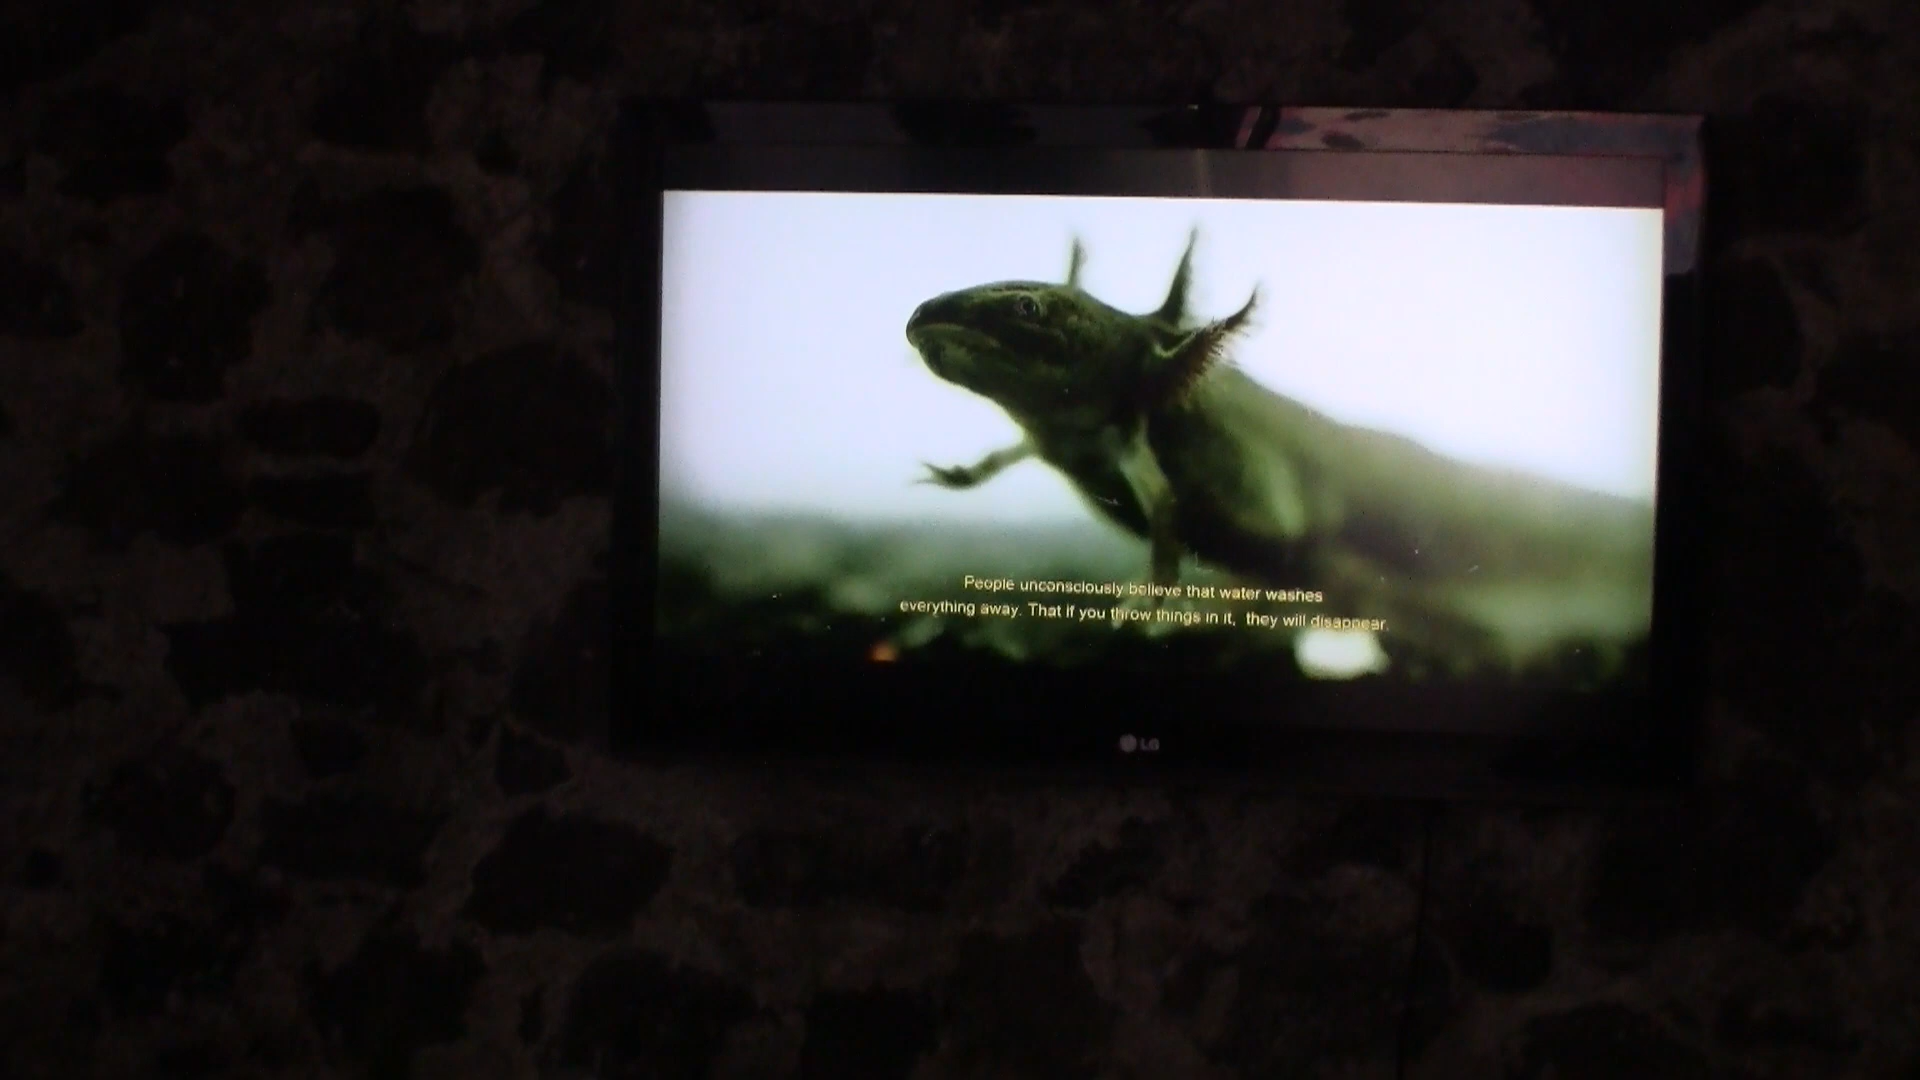 People unconsciously believe that water washes
everything away. That if you throw things in it, they will disappear.
LG